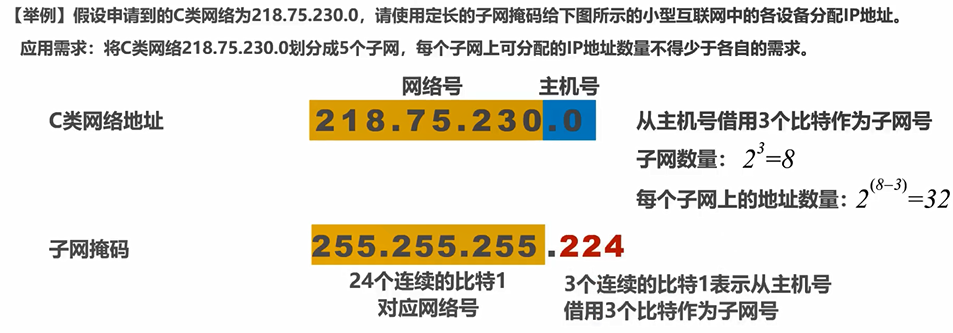 【举例】假设申请到的C类网络为218.75.230.0，请使用定长的子网掩码给下图所示的小型互联网中的各设备分配IP地址。
应用需求：将C类网络218.75.230.0划分成5个子网，每个子网上可分配的IP地址数量不得少于各自的需求。
网络号 主机号
C类网络地址 218.75.230.0 从主机号借用3个比特作为子网号
子网数量：2^3=8
每个子网上的地址数量：2^(8-3)=32
子网掩码 255.255.255.224
24个连续的比特1 3个连续的比特1表示从主机号
对应网络号 借用3个比特作为子网号